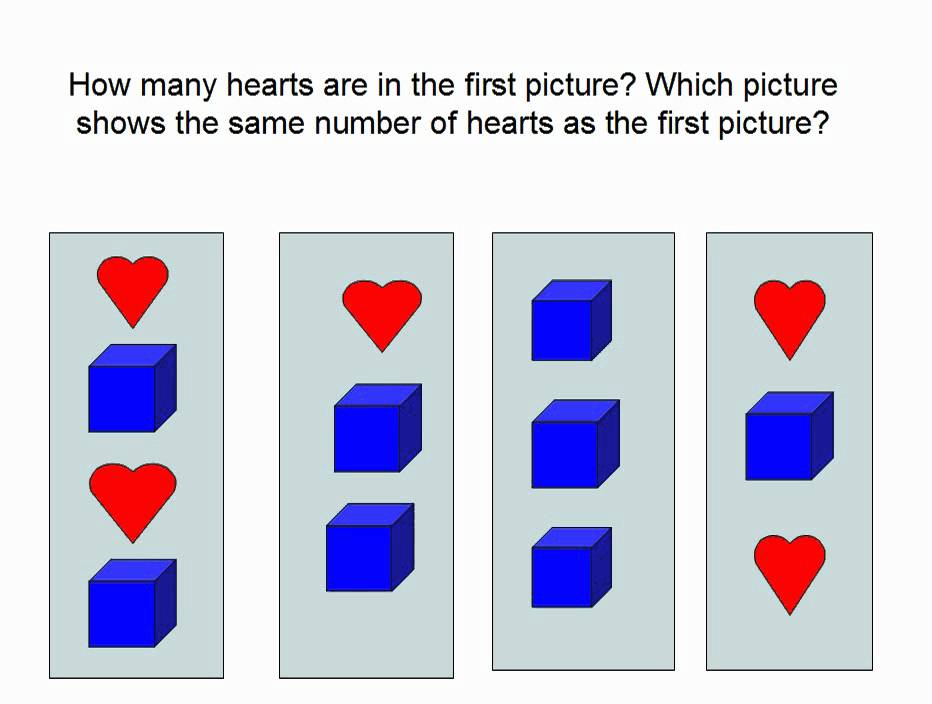 How many hearts are in the first picture? Which picture
shows the same number of hearts as the first picture?